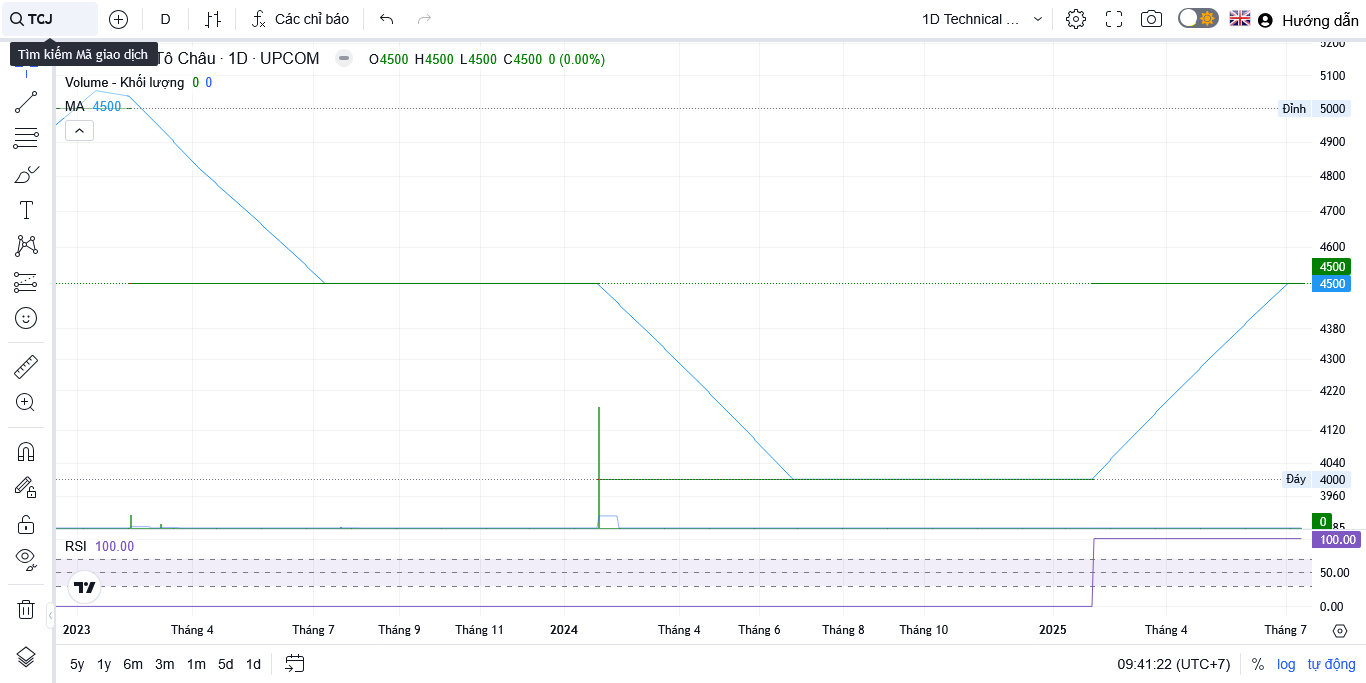 TCJ
D
Các chỉ báo
1D Technical ...
Hướng dẫn
Tìm kiếm Mã giao dịch
Tô Châu · 1D · UPCOM
O4500 H4500 L4500 C4500 0 (0.00%)
Volume - Khối lượng 0 0
MA 4500
5200
5100
Đỉnh 5000
4900
4800
4700
4600
4500
4500
4380
4300
4220
4120
4040
Đáy 4000
3960
0
85
RSI 100.00
100.00
50.00
0.00
2023 Tháng 4 Tháng 7 Tháng 9 Tháng 11 2024 Tháng 4 Tháng 6 Tháng 8 Tháng 10 2025 Tháng 4 Tháng 7
5y 1y 6m 3m 1m 5d 1d
09:41:22 (UTC+7) % log tự động